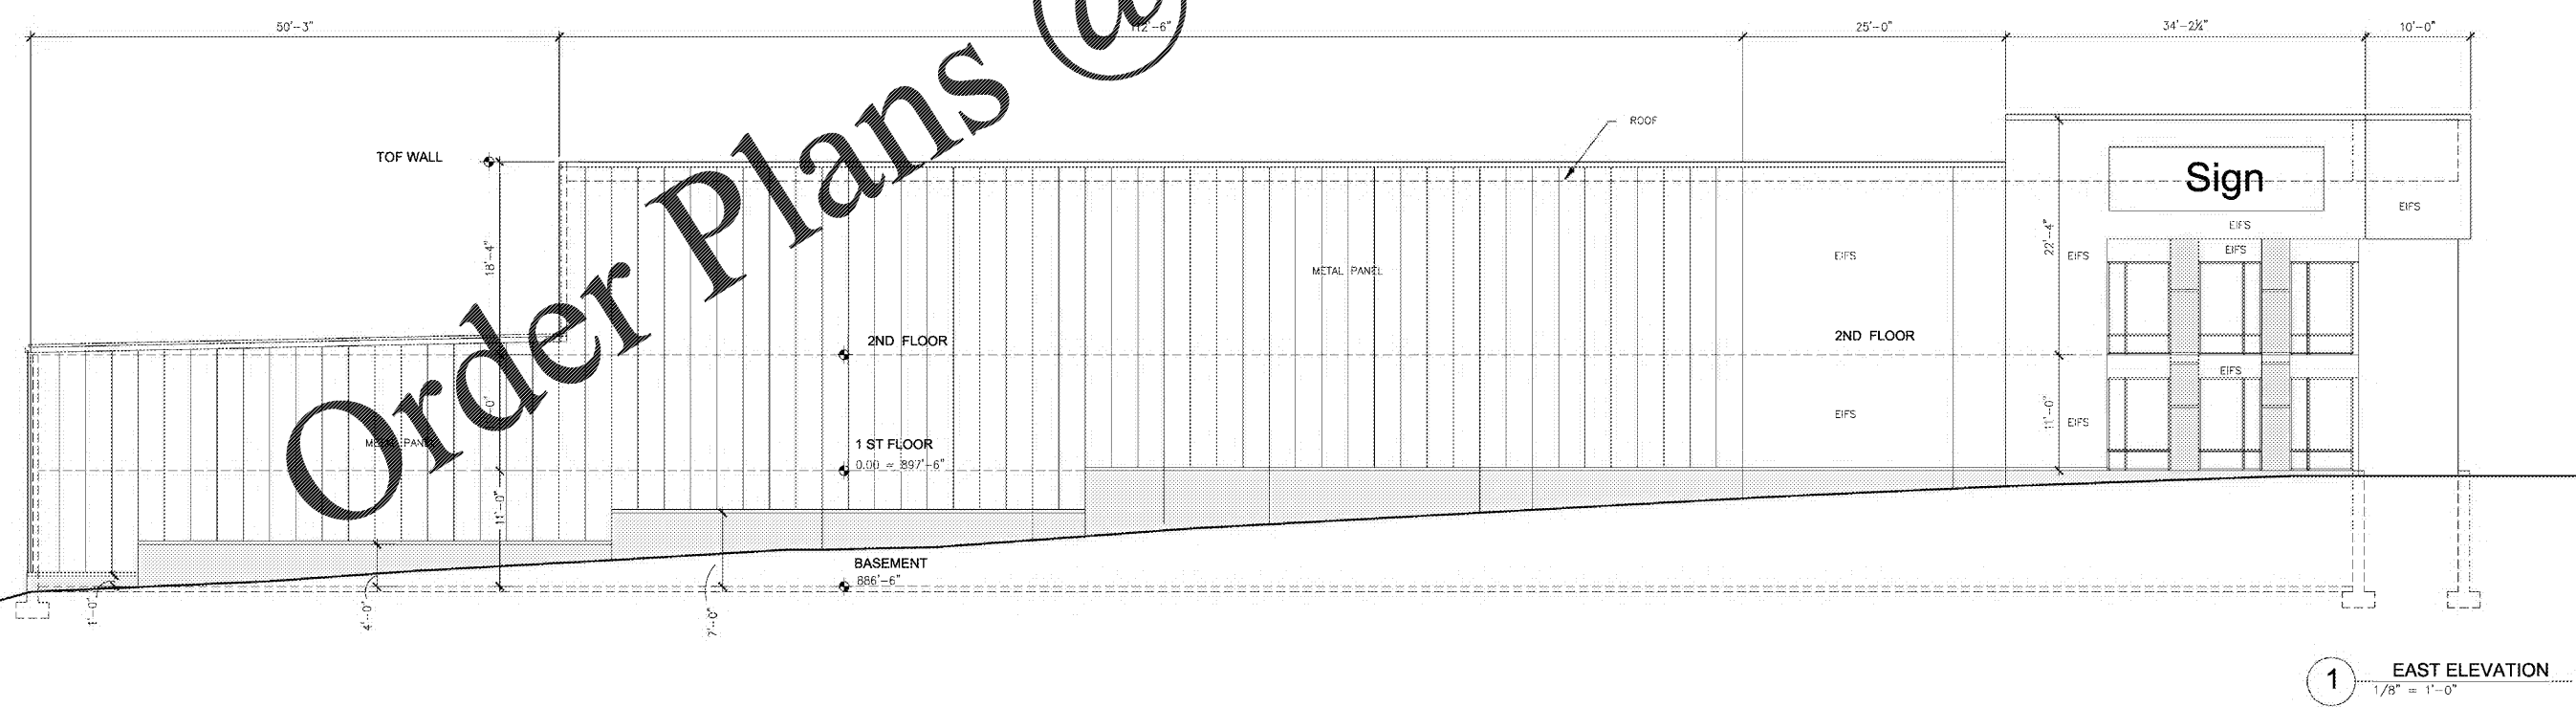 50'-3"
112'-6"
25'-0"
34'-2¼"
10'-0"
Order Plans @
ROOF
TOF WALL
Sign
EIFS
EIFS
EIFS
18'-4"
22'-4"
EIFS
EIFS
METAL PANEL
2ND FLOOR
2ND FLOOR
EIFS
11'-0"
EIFS
EIFS
METAL PANEL
1 ST FLOOR
0.00 = 897'-6"
11'-0"
BASEMENT
886'-6"
1'-0"
4'-0"
7'-0"
1
EAST ELEVATION
1/8" = 1'-0"